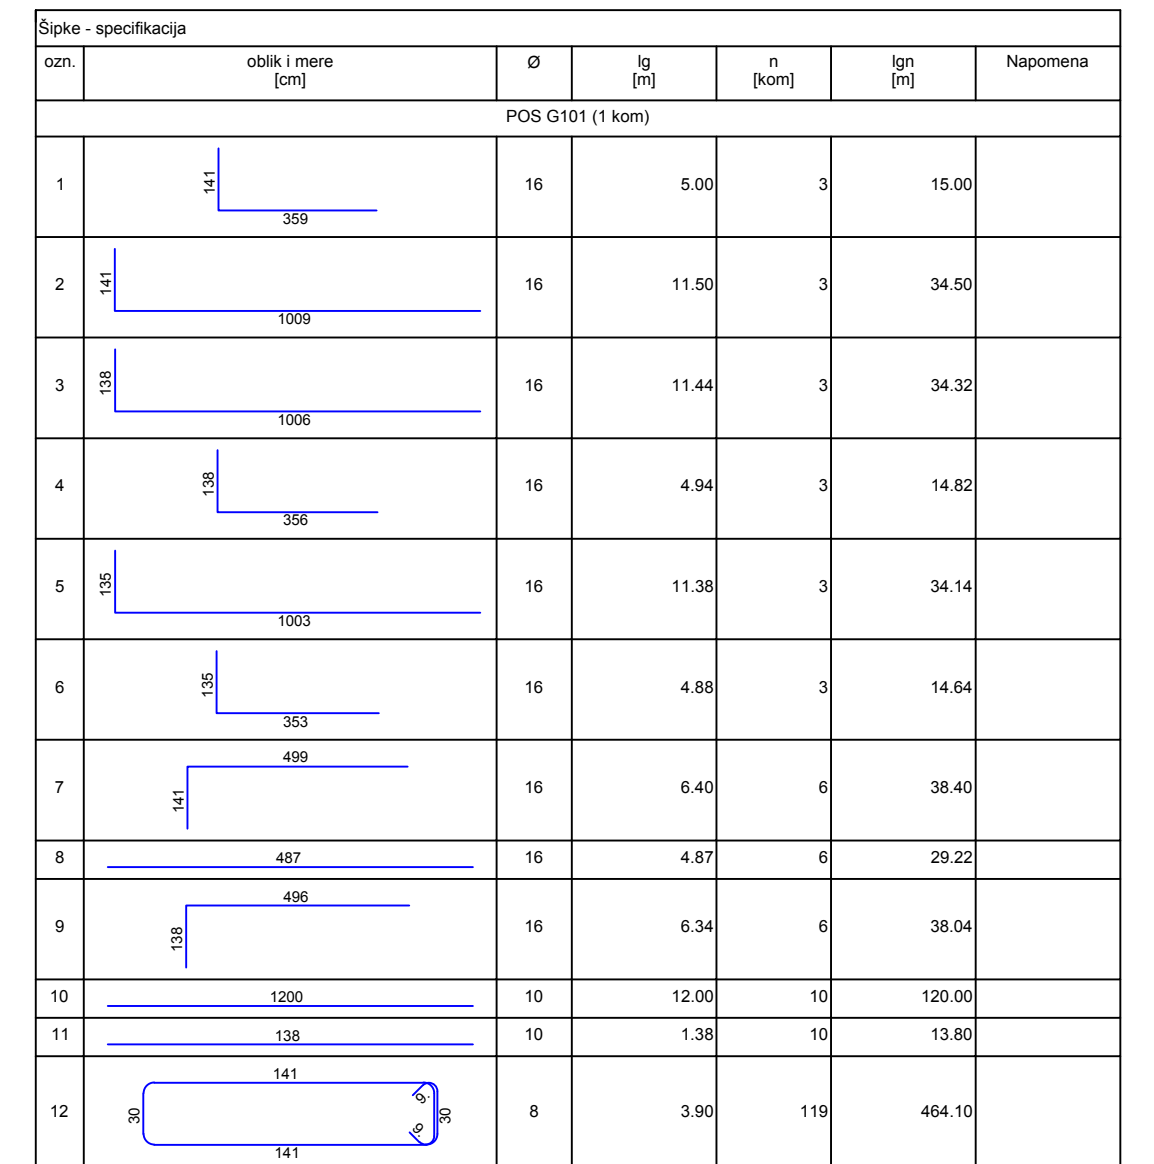 Šipke - specifikacija
ozn. oblik i mere [cm] Ø lg [m] n [kom] lgn [m] Napomena
POS G101 (1 kom)
1 141 359 16 5.00 3 15.00
2 141 1009 16 11.50 3 34.50
3 138 1006 16 11.44 3 34.32
4 138 356 16 4.94 3 14.82
5 135 1003 16 11.38 3 34.14
6 135 353 16 4.88 3 14.64
7 499 141 16 6.40 6 38.40
8 487 16 4.87 6 29.22
9 496 138 16 6.34 6 38.04
10 1200 10 12.00 10 120.00
11 138 10 1.38 10 13.80
12 141 30 30 141 8 3.90 119 464.10